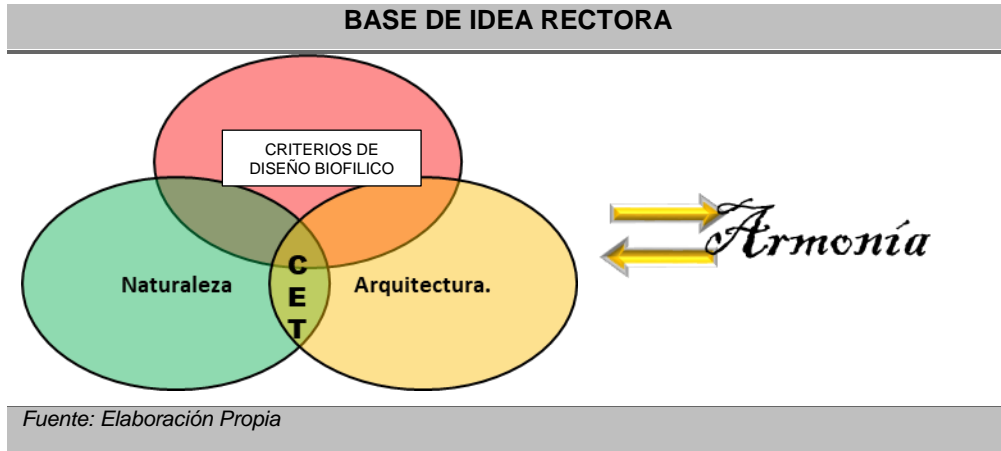 BASE DE IDEA RECTORA
CRITERIOS DE
DISEÑO BIOFILICO
Naturaleza
C
E
T
Arquitectura.
Armonía
Fuente: Elaboración Propia